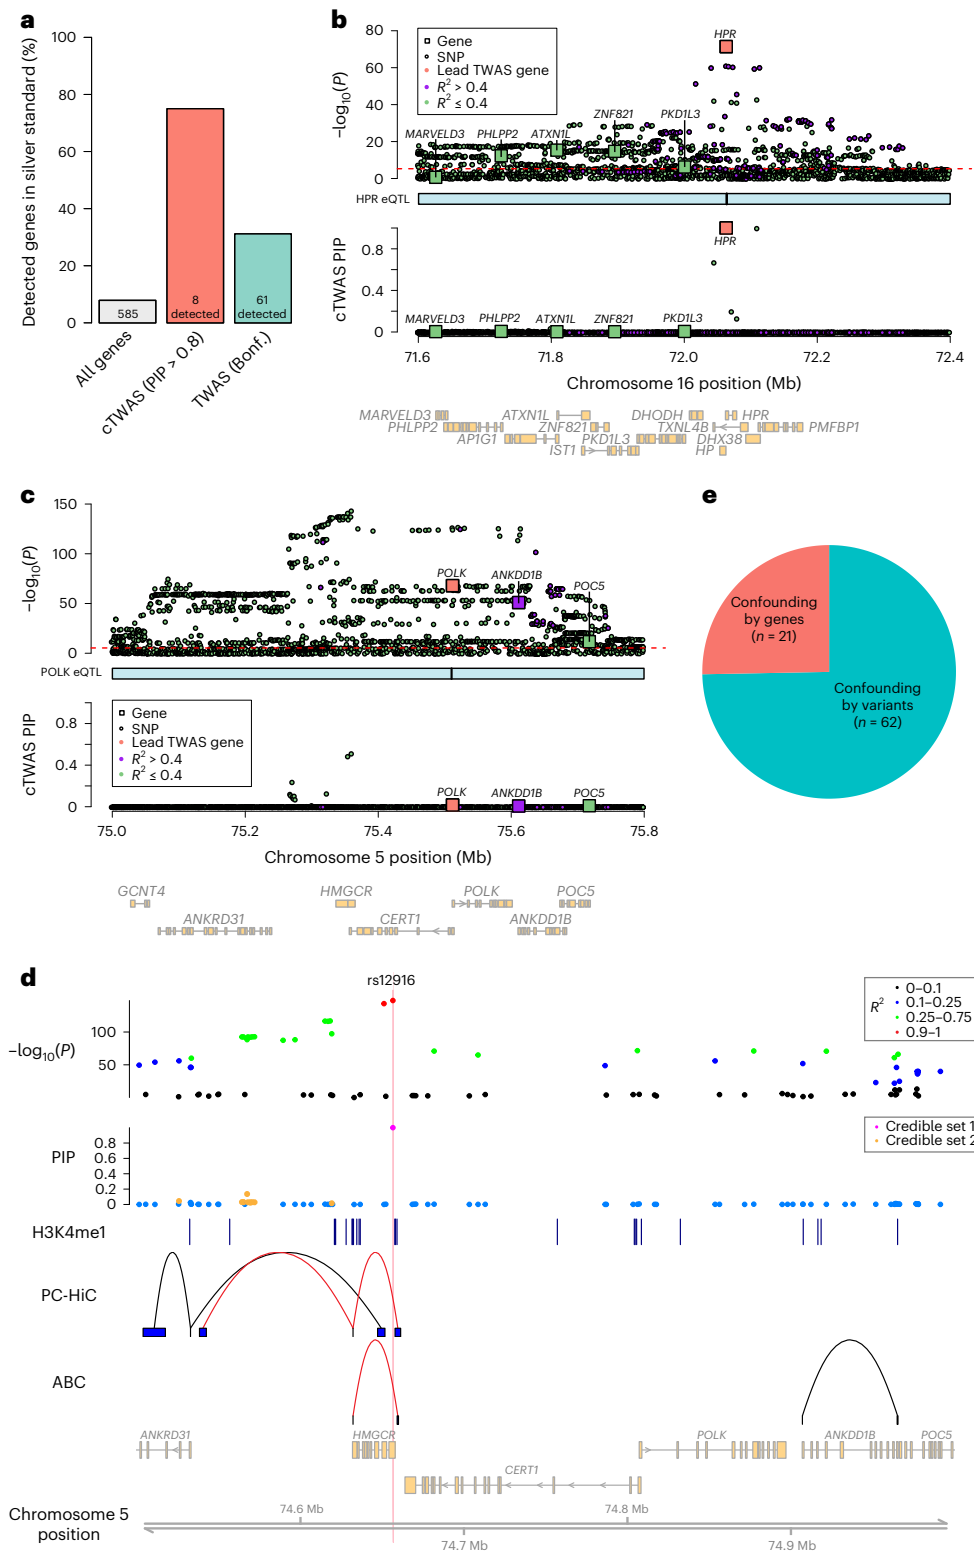 a
Detected genes in silver standard (%)
100
80
60
40
20
0
585
8
detected
61
detected
All genes
cTWAS (PIP > 0.8)
TWAS (Bonf.)
b
−log10(P)
80
60
40
20
0
Gene
SNP
Lead TWAS gene
R2 > 0.4
R2 ≤ 0.4
HPR
MARVELD3
PHLPP2
ATXN1L
ZNF821
PKD1L3
HPR eQTL
cTWAS PIP
0.8
0.4
0
HPR
MARVELD3
PHLPP2
ATXN1L
ZNF821
PKD1L3
71.6
71.8
72.0
72.2
72.4
Chromosome 16 position (Mb)
MARVELD3
ATXN1L
DHODH
HPR
PHLPP2
ZNF821
TXNL4B
PMFBP1
AP1G1
PKD1L3
DHX38
IST1
HP
c
−log10(P)
150
100
50
0
POLK
ANKDD1B
POC5
POLK eQTL
cTWAS PIP
0.8
0.4
0
Gene
SNP
Lead TWAS gene
R2 > 0.4
R2 ≤ 0.4
POLK
ANKDD1B
POC5
75.0
75.2
75.4
75.6
75.8
Chromosome 5 position (Mb)
GCNT4
HMGCR
POLK
POC5
ANKRD31
CERT1
ANKDD1B
e
Confounding
by genes
(n = 21)
Confounding
by variants
(n = 62)
d
rs12916
−log10(P)
100
50
R2
0–0.1
0.1–0.25
0.25–0.75
0.9–1
PIP
0.8
0.6
0.4
0.2
0
Credible set 1
Credible set 2
H3K4me1
PC-HiC
ABC
ANKRD31
HMGCR
POLK
ANKDD1B
POC5
CERT1
Chromosome 5
position
74.6 Mb
74.8 Mb
74.7 Mb
74.9 Mb